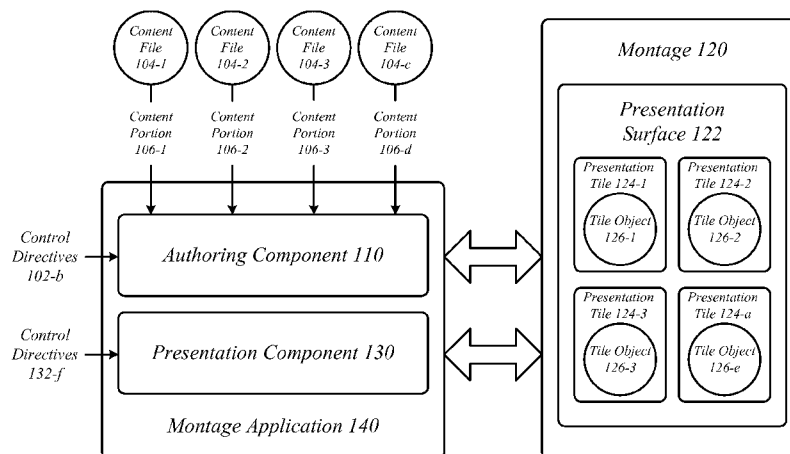 Content
File
104-1
Content
File
104-2
Content
File
104-3
Content
File
104-c
Content
Portion
106-1
Content
Portion
106-2
Content
Portion
106-3
Content
Portion
106-d
Control
Directives
102-b
Authoring Component 110
Control
Directives
132-f
Presentation Component 130
Montage Application 140
Montage 120
Presentation
Surface 122
Presentation
Tile 124-1
Tile Object
126-1
Presentation
Tile 124-2
Tile Object
126-2
Presentation
Tile 124-3
Tile Object
126-3
Presentation
Tile 124-a
Tile Object
126-e